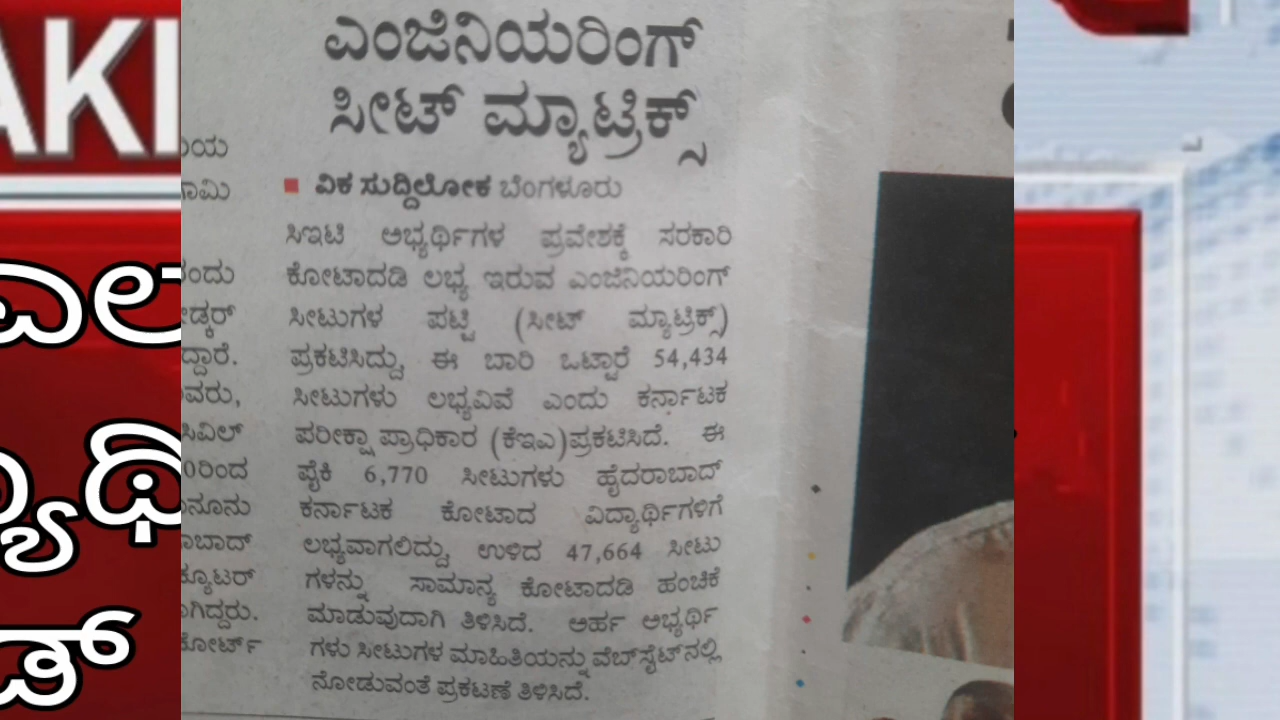 AKI
ಎಂಜಿನಿಯರಿಂಗ್
ಸೀಟ್ ಮ್ಯಾಟ್ರಿಕ್ಸ್
■ ವಿಕ ಸುದ್ದಿಲೋಕ ಬೆಂಗಳೂರು
ಸಿಇಟಿ ಅಭ್ಯರ್ಥಿಗಳ ಪ್ರವೇಶಕ್ಕೆ ಸರಕಾರಿ
ಕೋಟಾದಡಿ ಲಭ್ಯ ಇರುವ ಎಂಜಿನಿಯರಿಂಗ್
ಸೀಟುಗಳ ಪಟ್ಟಿ (ಸೀಟ್ ಮ್ಯಾಟ್ರಿಕ್ಸ್)
ಪ್ರಕಟಿಸಿದ್ದು, ಈ ಬಾರಿ ಒಟ್ಟಾರೆ 54,434
ಸೀಟುಗಳು ಲಭ್ಯವಿವೆ ಎಂದು ಕರ್ನಾಟಕ
ಪರೀಕ್ಷಾ ಪ್ರಾಧಿಕಾರ (ಕೆಇಎ)ಪ್ರಕಟಿಸಿದೆ. ಈ
ಪೈಕಿ 6,770 ಸೀಟುಗಳು ಹೈದರಾಬಾದ್
ಕರ್ನಾಟಕ ಕೋಟಾದ ವಿದ್ಯಾರ್ಥಿಗಳಿಗೆ
ಲಭ್ಯವಾಗಲಿದ್ದು, ಉಳಿದ 47,664 ಸೀಟು
ಗಳನ್ನು ಸಾಮಾನ್ಯ ಕೋಟಾದಡಿ ಹಂಚಿಕೆ
ಮಾಡುವುದಾಗಿ ತಿಳಿಸಿದೆ. ಅರ್ಹ ಅಭ್ಯರ್ಥಿ
ಗಳು ಸೀಟುಗಳ ಮಾಹಿತಿಯನ್ನು ವೆಬ್‌ಸೈಟ್‌ನಲ್ಲಿ
ನೋಡುವಂತೆ ಪ್ರಕಟಣೆ ತಿಳಿಸಿದೆ.